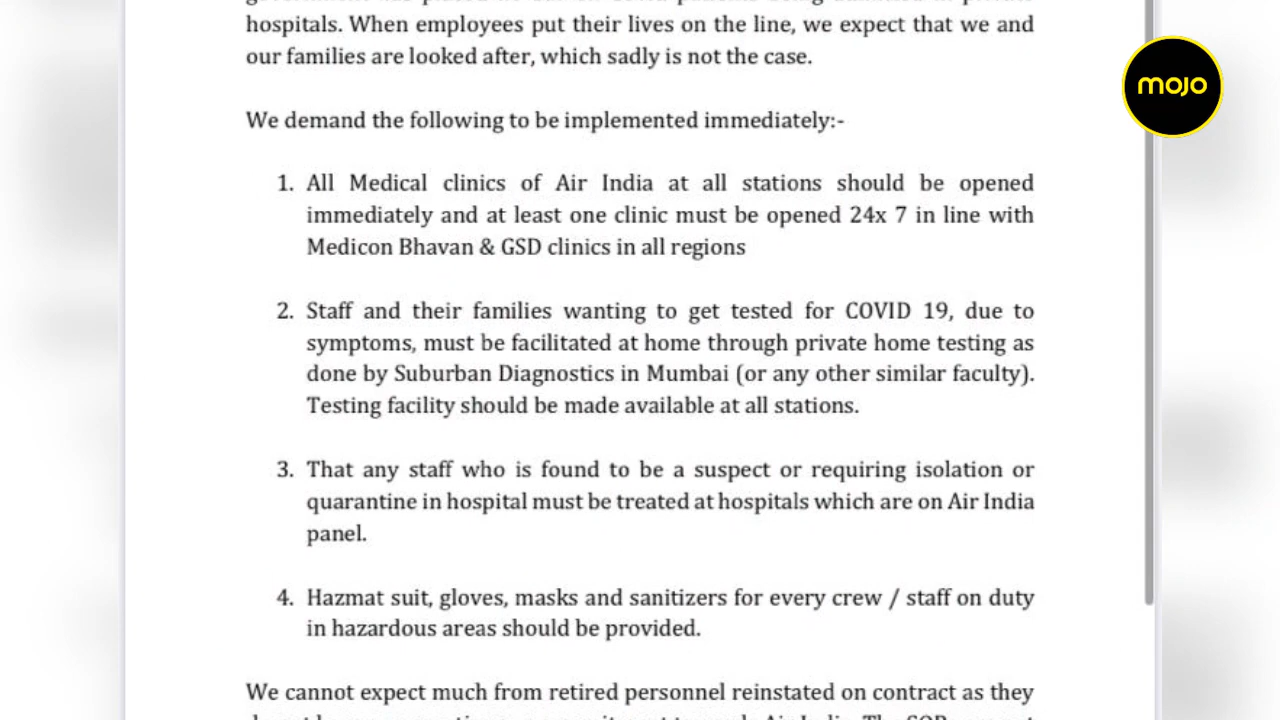 hospitals. When employees put their lives on the line, we expect that we and
our families are looked after, which sadly is not the case.
mojo
We demand the following to be implemented immediately:-
1. All Medical clinics of Air India at all stations should be opened
immediately and at least one clinic must be opened 24x 7 in line with
Medicon Bhavan & GSD clinics in all regions
2. Staff and their families wanting to get tested for COVID 19, due to
symptoms, must be facilitated at home through private home testing as
done by Suburban Diagnostics in Mumbai (or any other similar faculty).
Testing facility should be made available at all stations.
3. That any staff who is found to be a suspect or requiring isolation or
quarantine in hospital must be treated at hospitals which are on Air India
panel.
4. Hazmat suit, gloves, masks and sanitizers for every crew / staff on duty
in hazardous areas should be provided.
We cannot expect much from retired personnel reinstated on contract as they